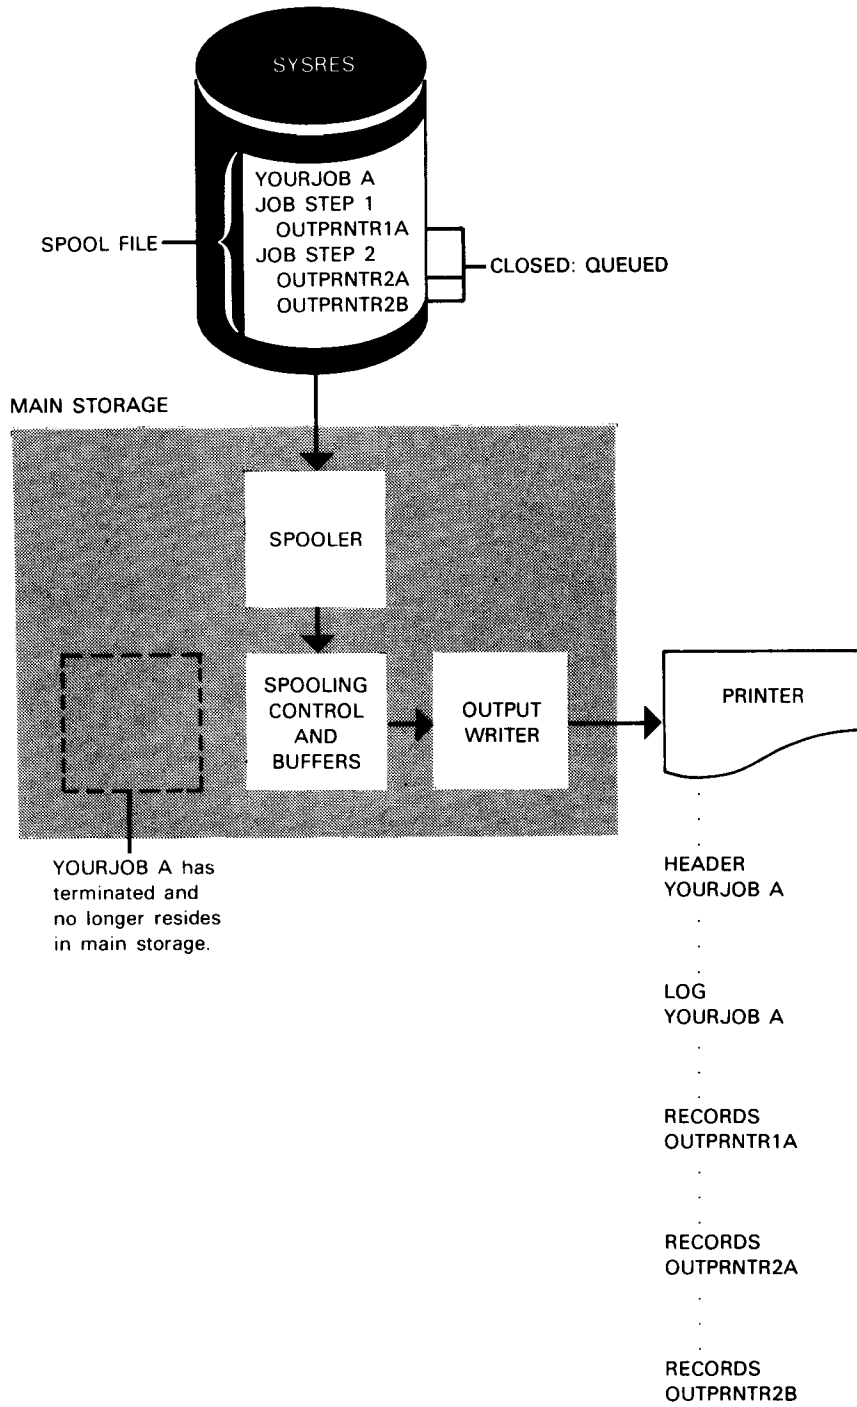 SYSRES
YOURJOB A
JOB STEP 1
OUTPRNTR1A
JOB STEP 2
OUTPRNTR2A
OUTPRNTR2B
SPOOL FILE
CLOSED: QUEUED
MAIN STORAGE
SPOOLER
SPOOLING
CONTROL
AND
BUFFERS
OUTPUT
WRITER
PRINTER
YOURJOB A has
terminated and
no longer resides
in main storage.
HEADER
YOURJOB A
LOG
YOURJOB A
RECORDS
OUTPRNTR1A
RECORDS
OUTPRNTR2A
RECORDS
OUTPRNTR2B